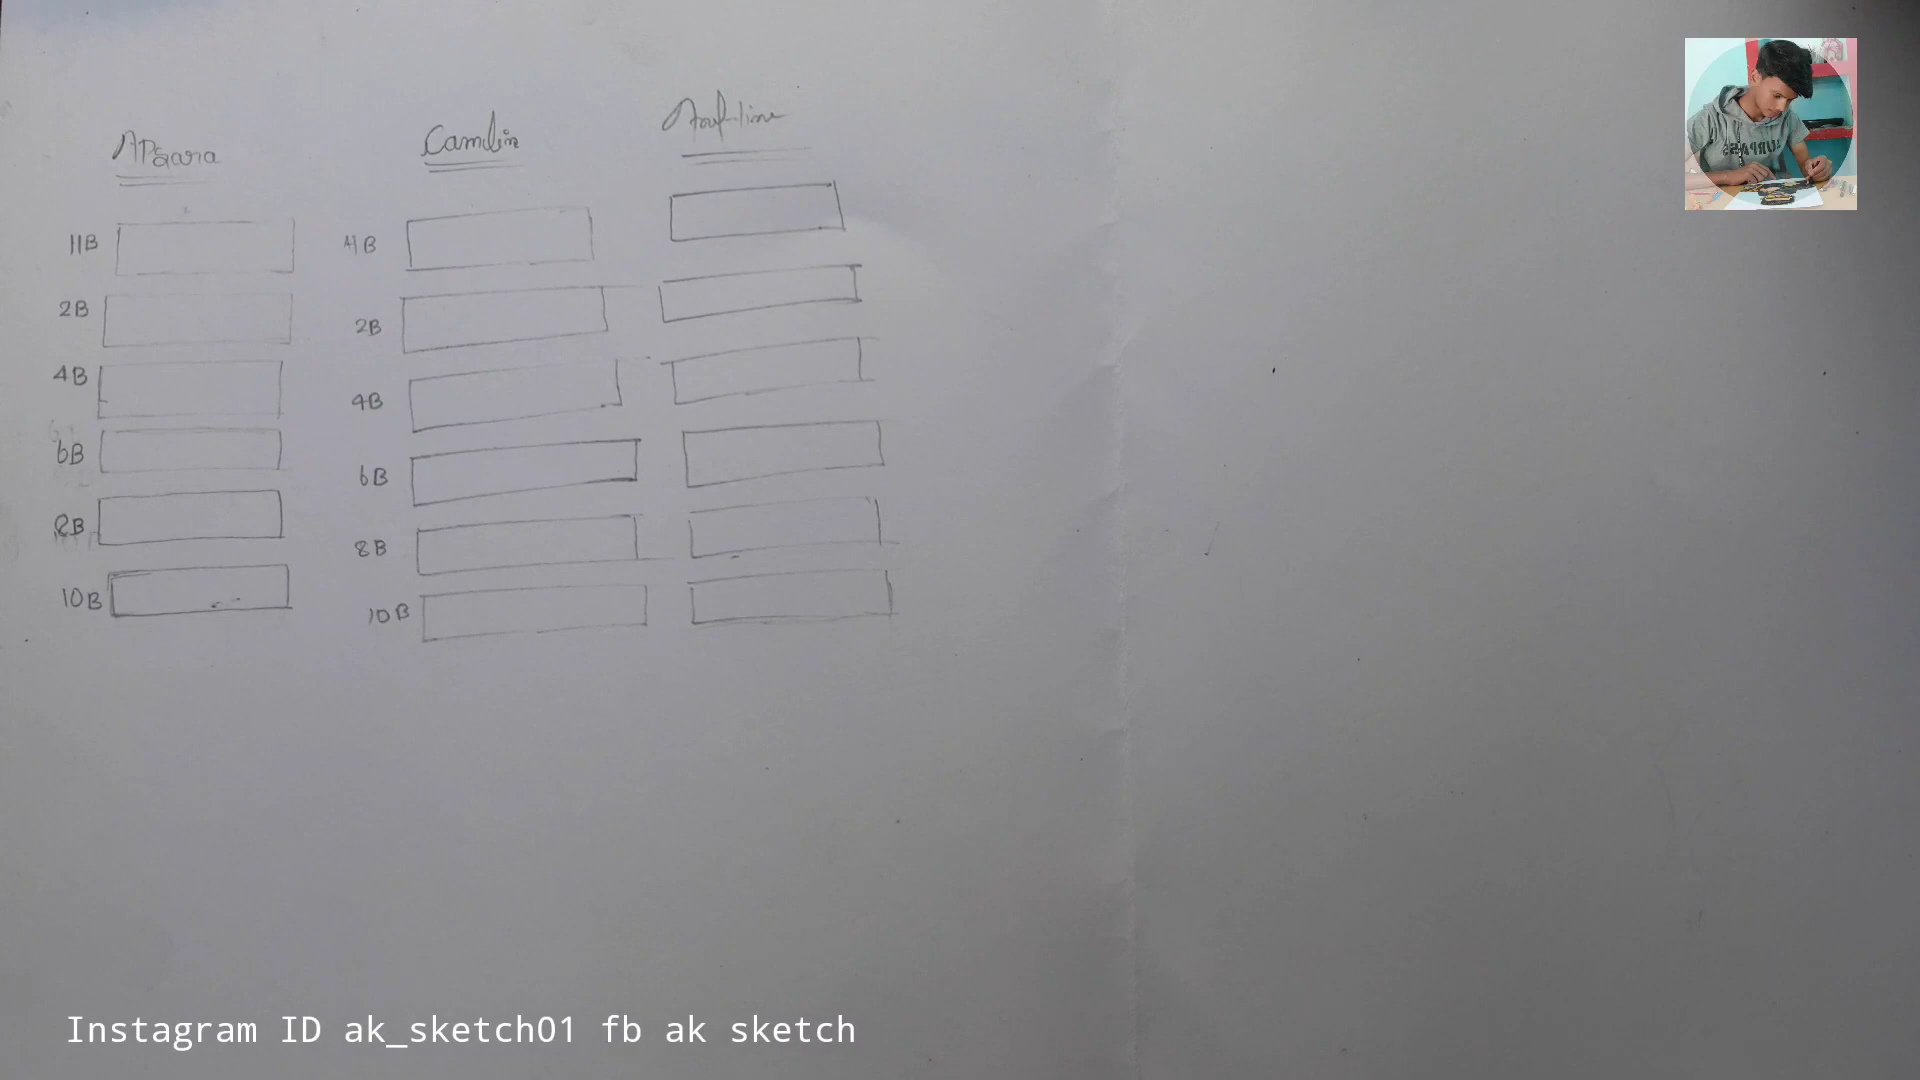 APsara
Camlin
11B
2B
4B
6B
8B
10B
HB
2B
4B
6B
8B
10B
Instagram ID ak_sketch01 fb ak sketch